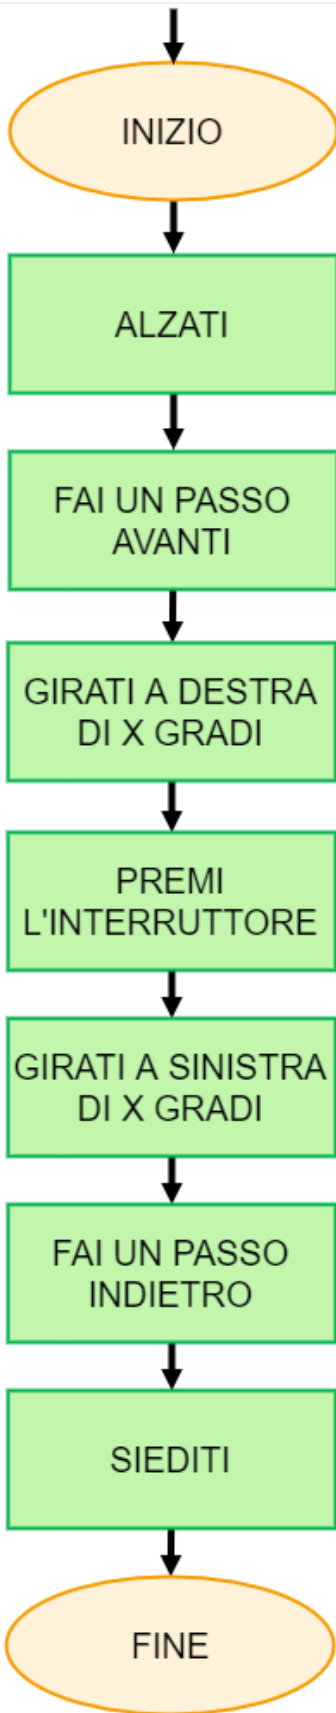 INIZIO
ALZATI
FAI UN PASSO
AVANTI
GIRATI A DESTRA
DI X GRADI
PREMI
L'INTERRUTTORE
GIRATI A SINISTRA
DI X GRADI
FAI UN PASSO
INDIETRO
SIEDITI
FINE